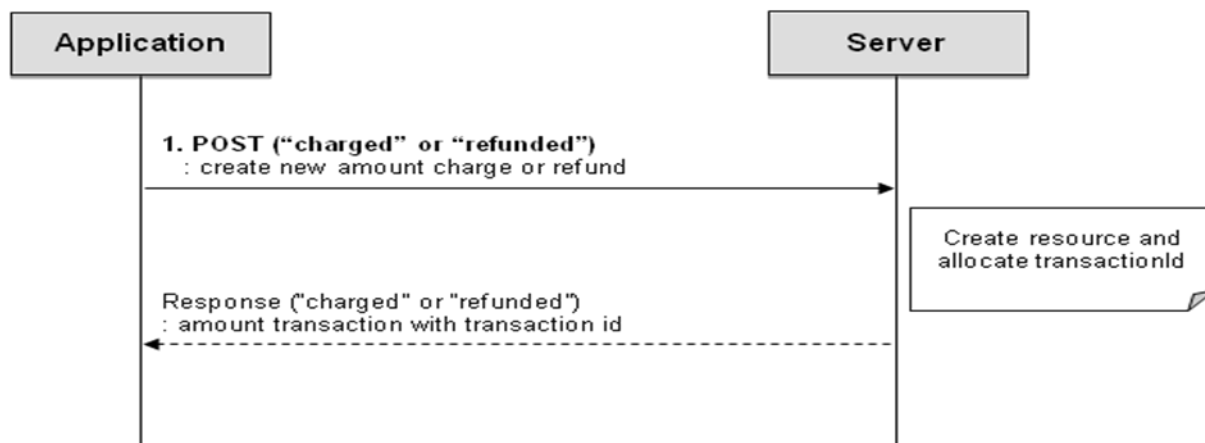 Application
Server
1. POST (“charged” or “refunded”)
: create new amount charge or refund
Create resource and
allocate transactionId
Response ("charged" or "refunded")
: amount transaction with transaction id